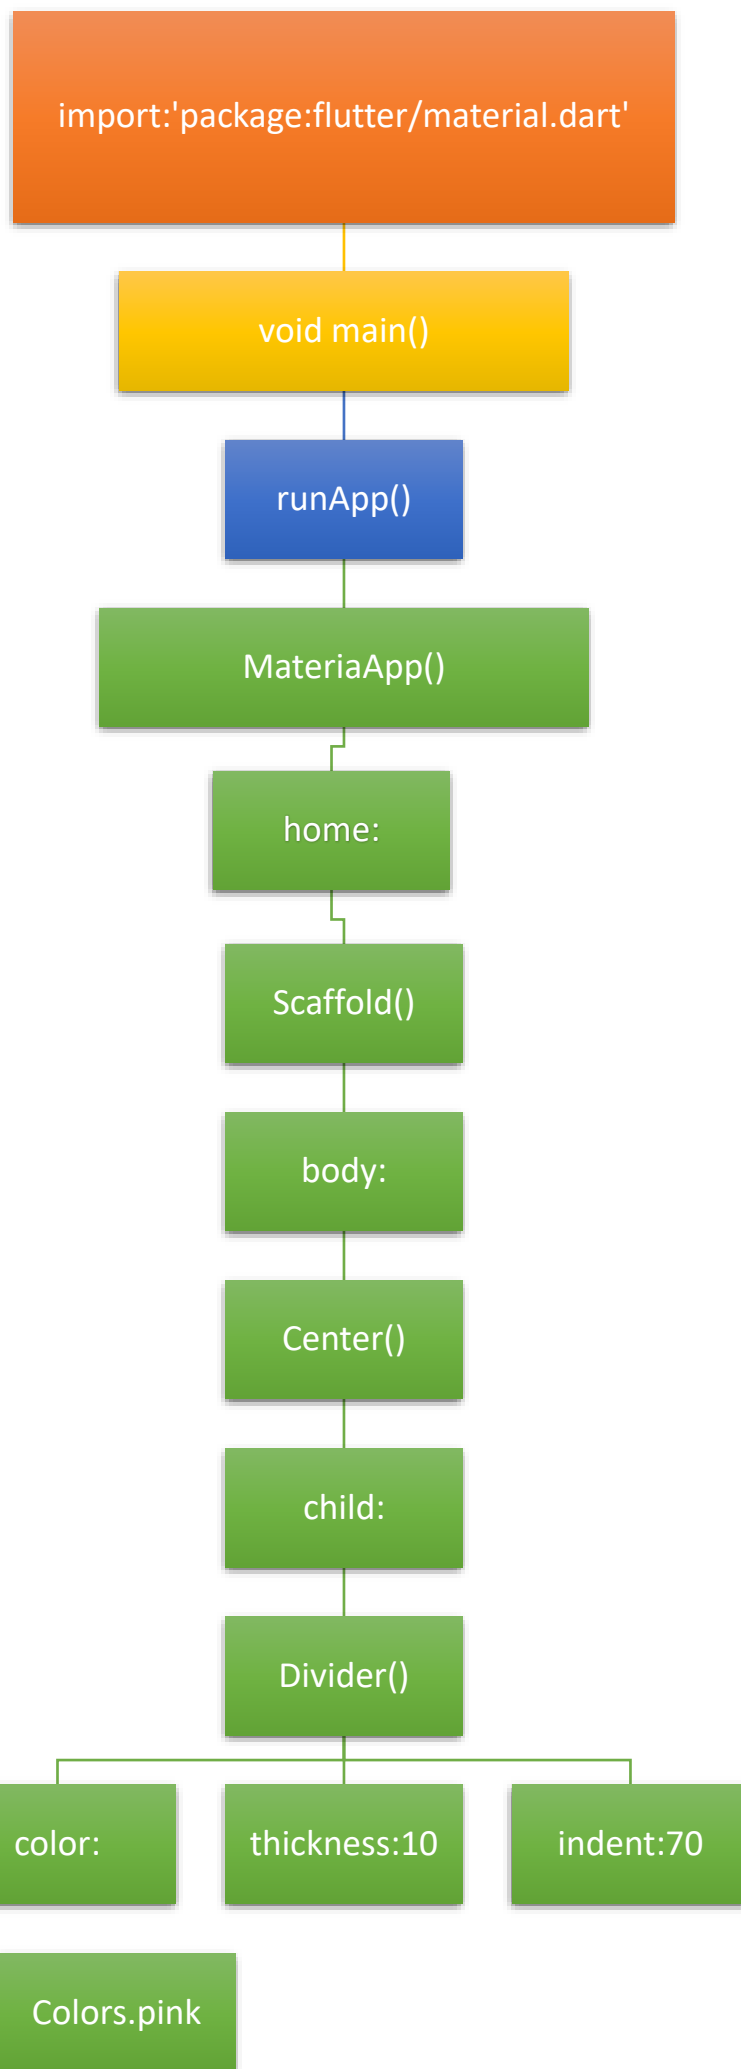 import:'package:flutter/material.dart'
void main()
runApp()
MateriaApp()
home:
Scaffold()
body:
Center()
child:
Divider()
color:
thickness:10
indent:70
Colors.pink